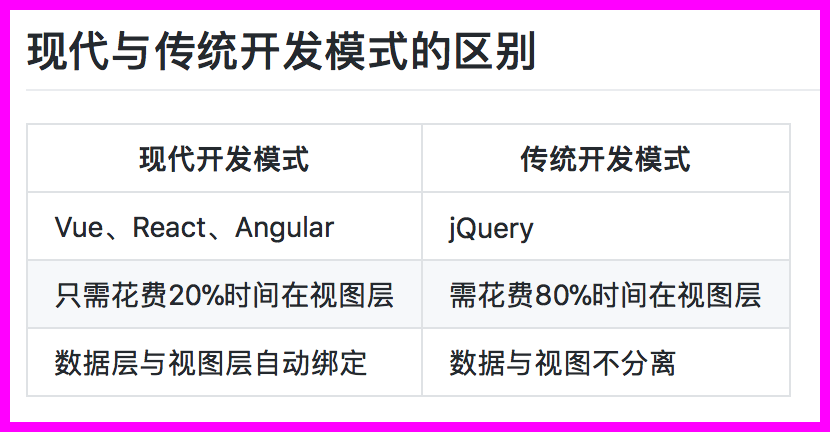 现代与传统开发模式的区别
现代开发模式 传统开发模式
Vue、React、Angular jQuery
只需花费20%时间在视图层 需花费80%时间在视图层
数据层与视图层自动绑定 数据与视图不分离